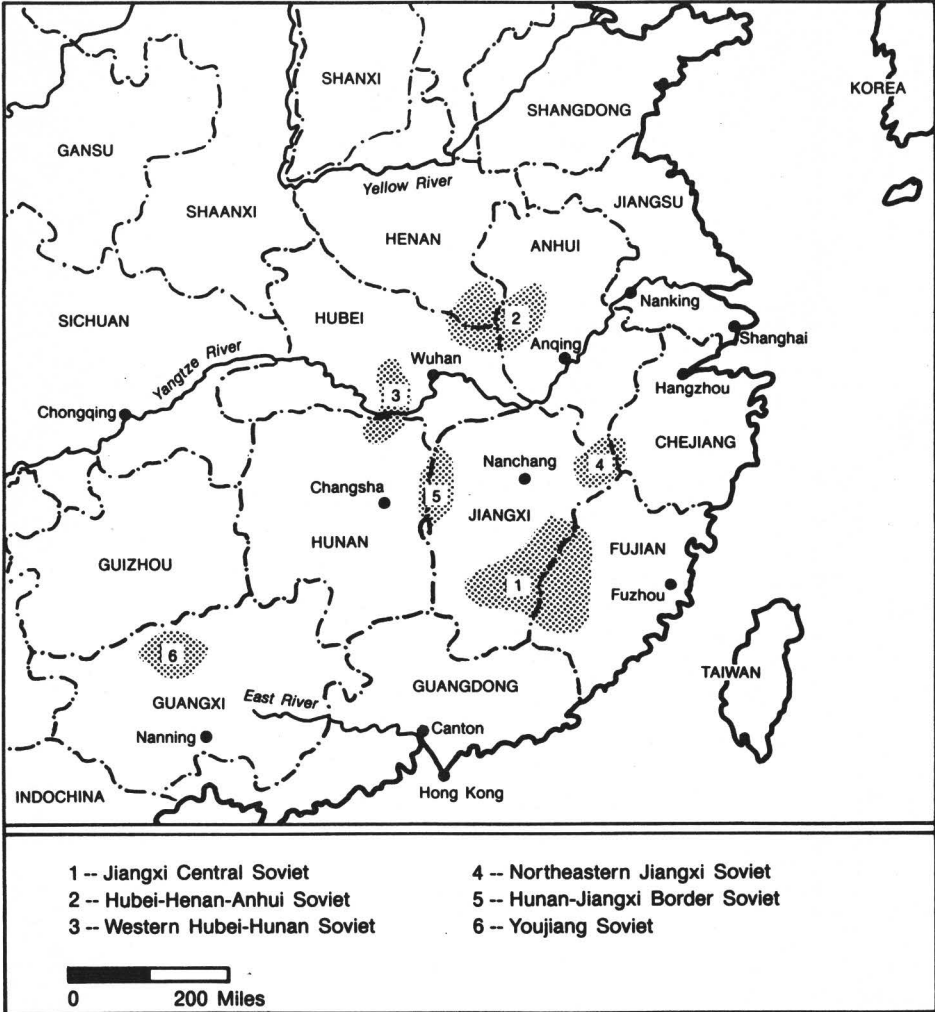 SHANXI
KOREA
SHANGDONG
GANSU
Yellow River
SHAANXI
JIANGSU
HENAN
ANHUI
Nanking
SICHUAN
HUBEI
2
Shanghai
Yangtze River
Wuhan
Anqing
Hangzhou
3
Chongqing
CHEJIANG
Nanchang
4
Changsha
5
JIANGXI
HUNAN
FUJIAN
GUIZHOU
1
Fuzhou
6
TAIWAN
GUANGDONG
GUANGXI
East River
Canton
Nanning
INDOCHINA
Hong Kong
1 -- Jiangxi Central Soviet
2 -- Hubei-Henan-Anhui Soviet
3 -- Western Hubei-Hunan Soviet
4 -- Northeastern Jiangxi Soviet
5 -- Hunan-Jiangxi Border Soviet
6 -- Youjiang Soviet
0 200 Miles